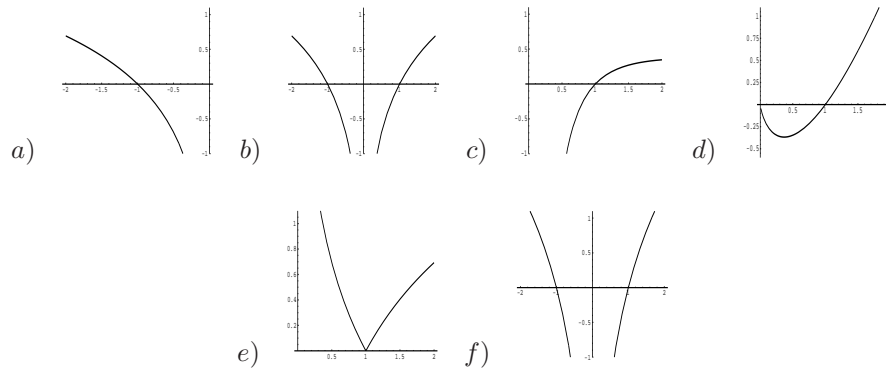 a) -2 -1.5 -1 -0.5 1 0.5 -0.5 -1
b) -2 -1 1 2 1 0.5 -0.5 -1
c) 0.5 1 1.5 2 1 0.5 -0.5 -1
d) 0.5 1 1.5 1 0.75 0.5 0.25 -0.25 -0.5
e) 0.5 1 1.5 2 1 0.8 0.6 0.4 0.2
f) -2 -1 1 2 1 0.5 -0.5 -1